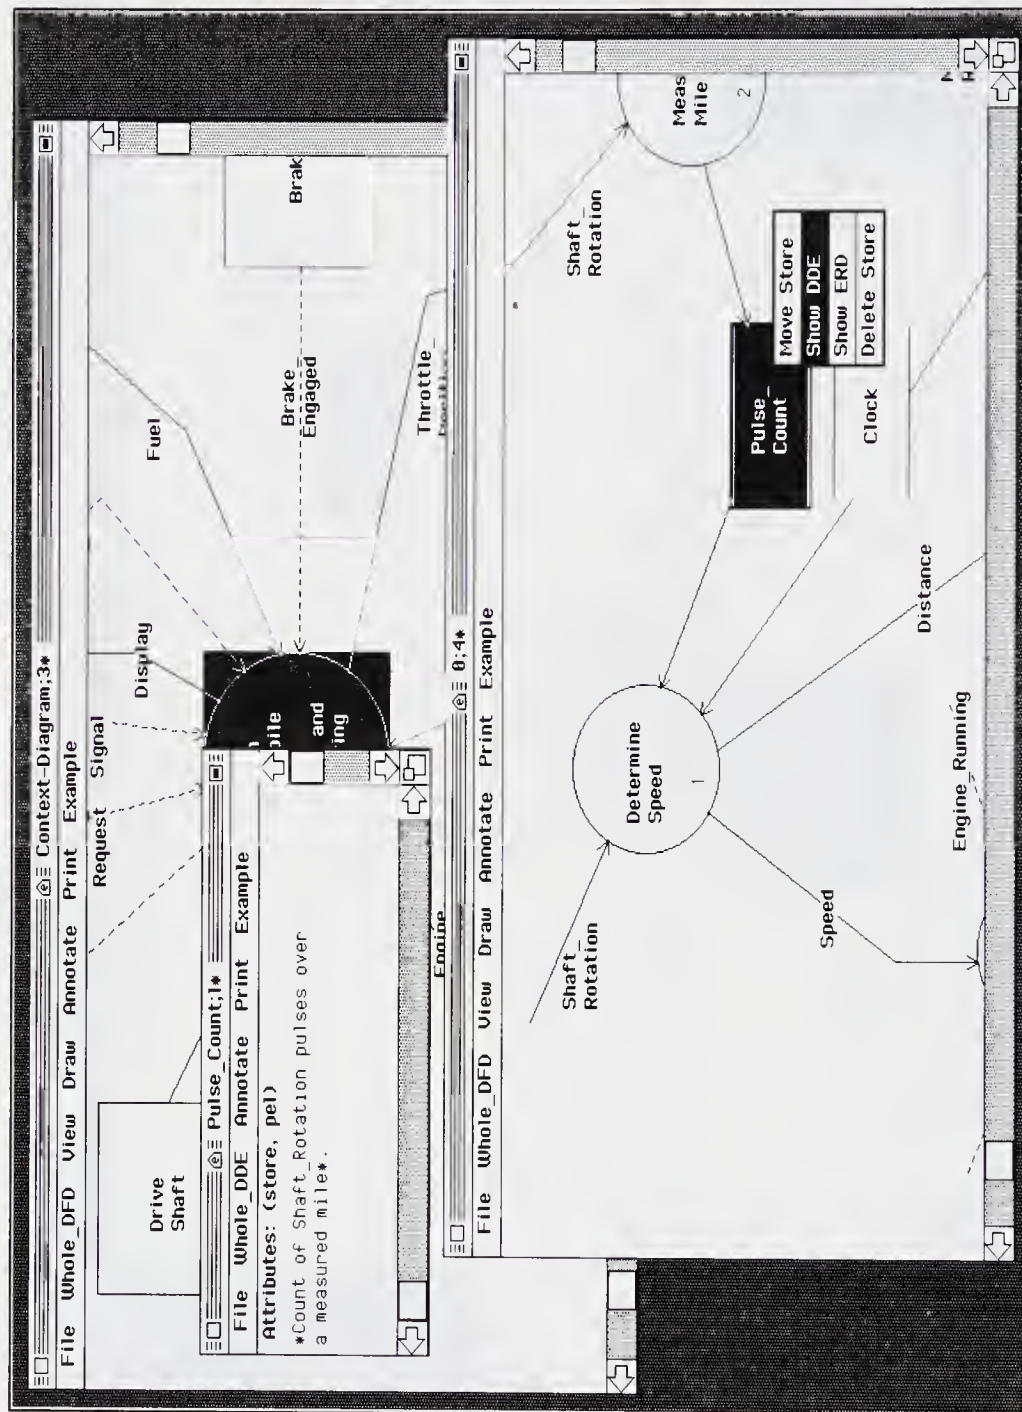 Context-Diagram;3*
File Whole_DFD View Draw Annotate Print Example
Request
Signal
Display
Fuel
Drive
Shaft
Brake_
Engaged
Brak
Throttle_
and
Engine
Pulse_Count;1*
File Whole_DDE Annotate Print Example
Attributes: (store, pel)
*Count of Shaft_Rotation pulses over
a measured mile*.
0;4*
File Whole_DFD View Draw Annotate Print Example
Shaft_
Rotation
Determine
Speed
1
Shaft_
Rotation
Meas
Mile
2
Pulse_
Count
Move Store
Show DDE
Show ERD
Delete Store
Clock
Distance
Speed
Engine_Running